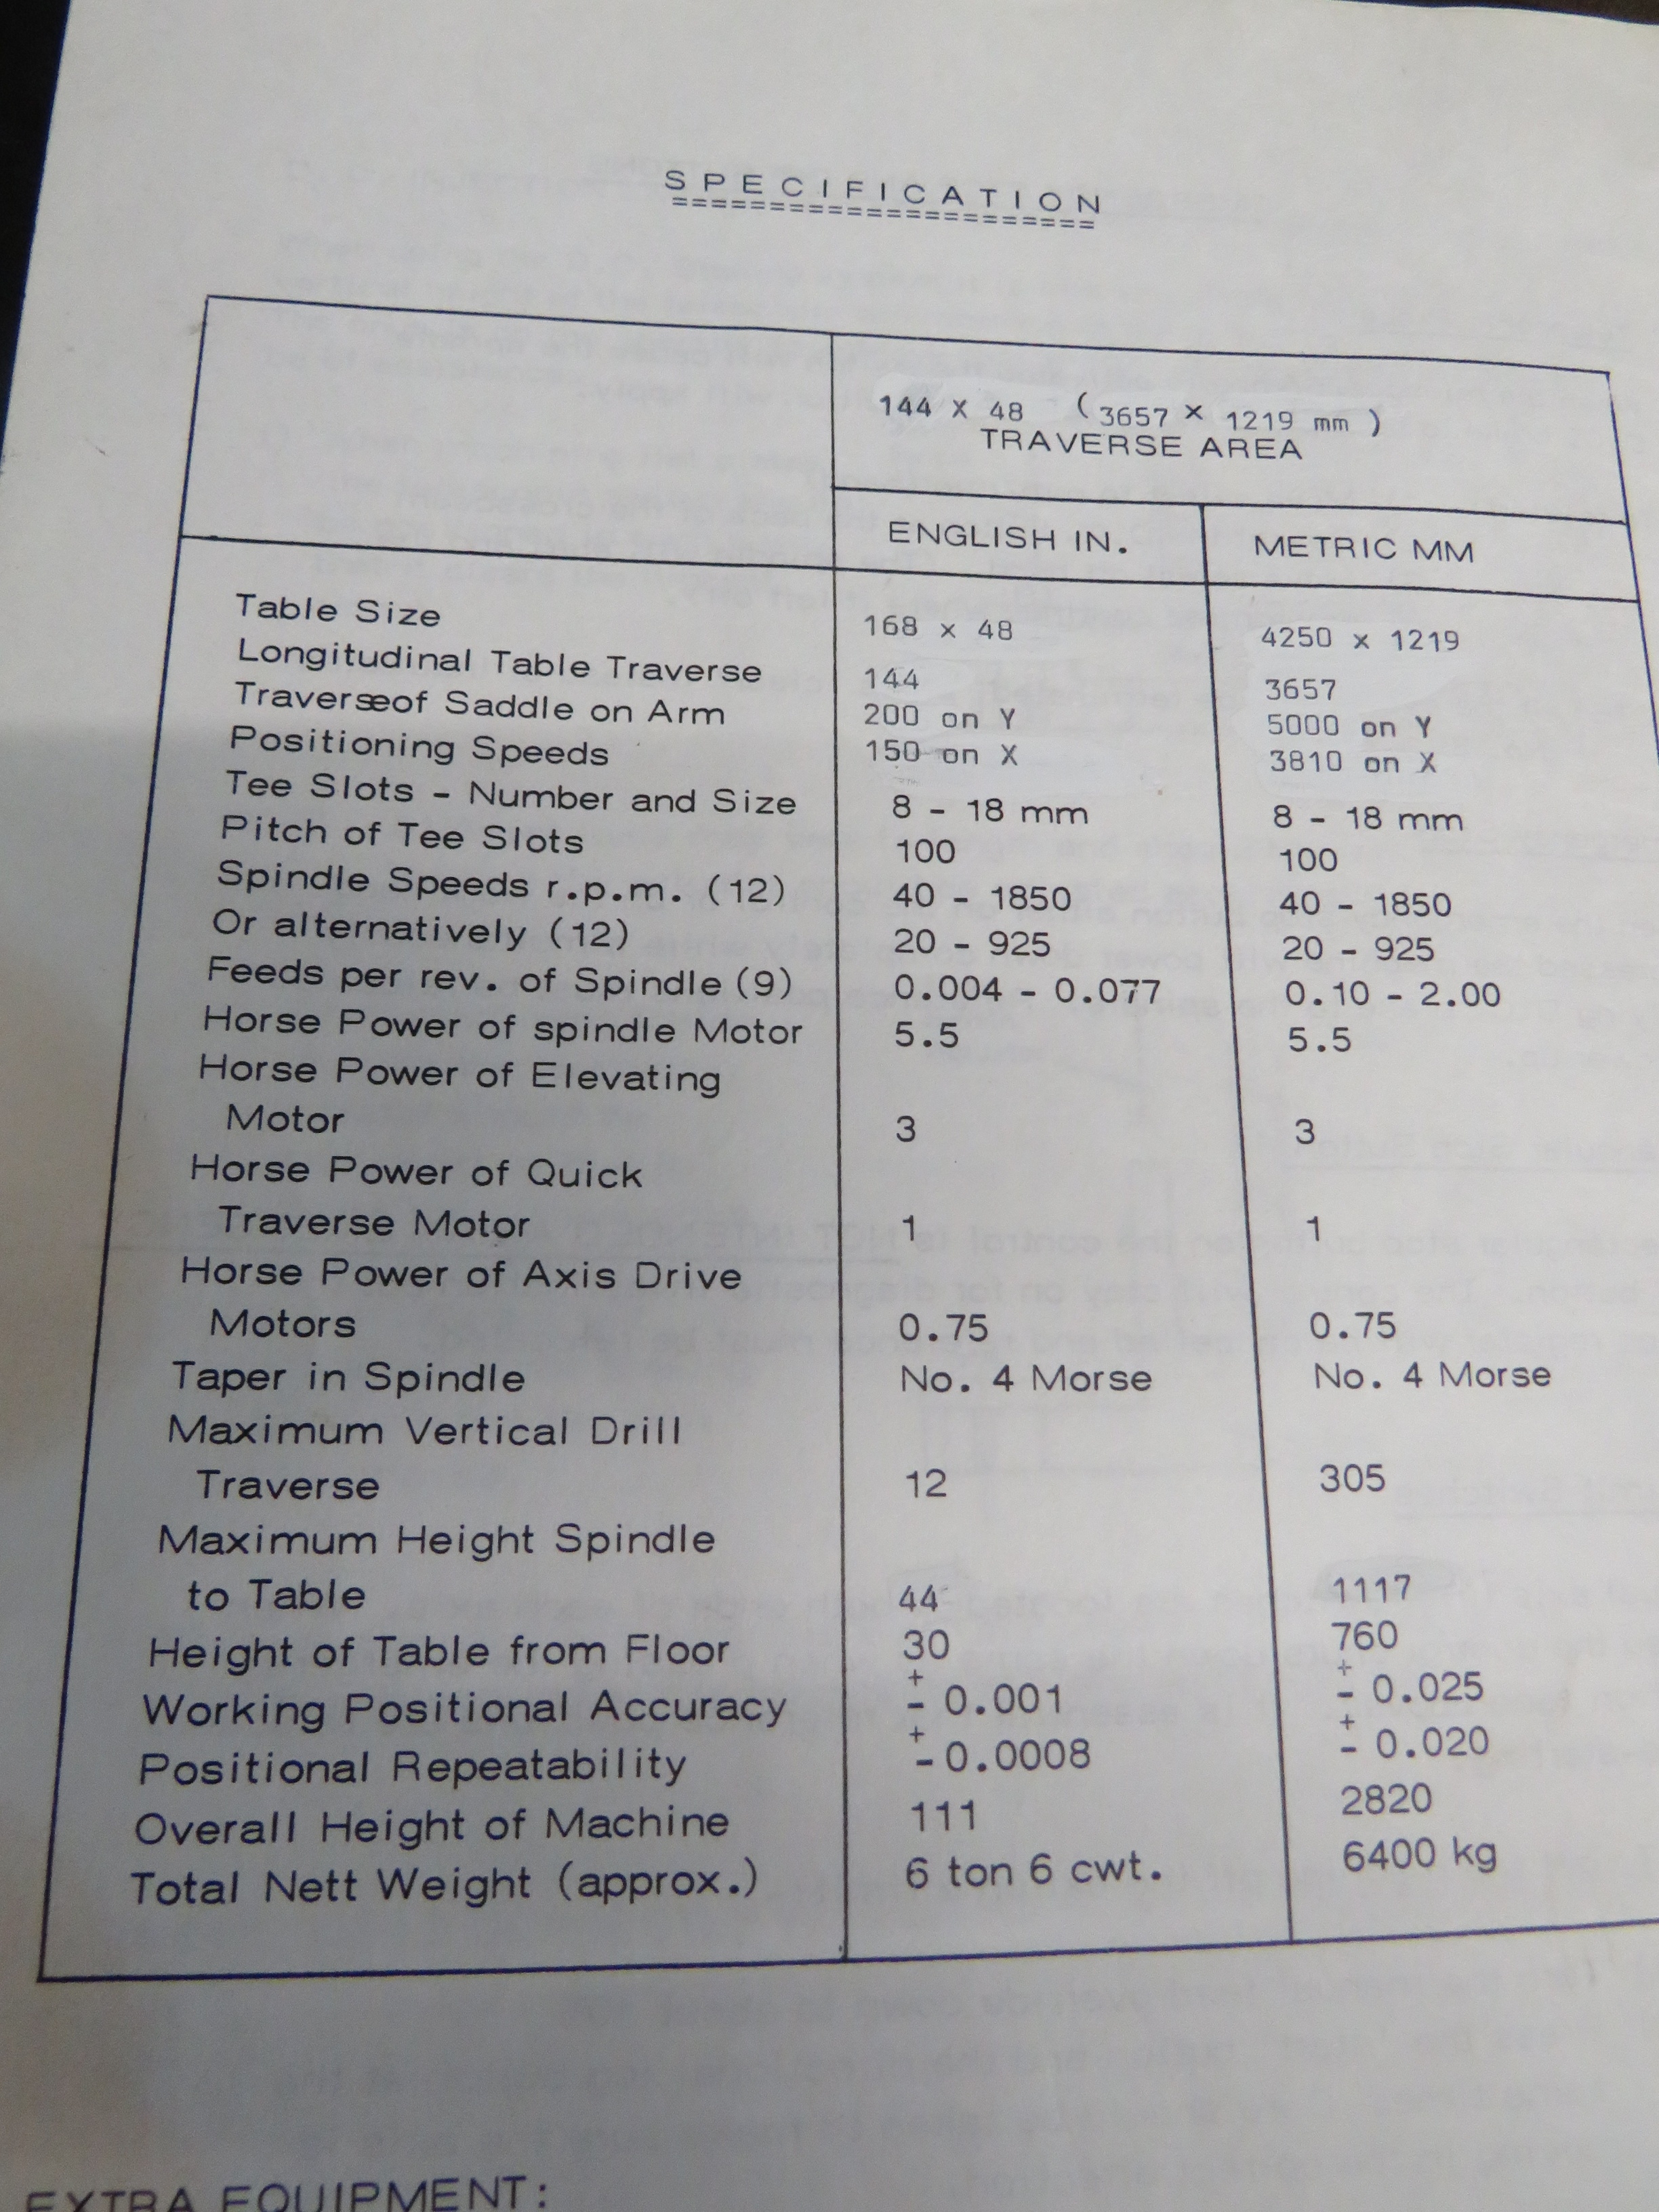 SPECIFICATION
144 X 48 (3657 X 1219 mm)
TRAVERSE AREA
ENGLISH IN. METRIC MM
Table Size 168 x 48 4250 x 1219
Longitudinal Table Traverse 144 3657
Traverseof Saddle on Arm 200 on Y 5000 on Y
Positioning Speeds 150 on X 3810 on X
Tee Slots - Number and Size 8 - 18 mm 8 - 18 mm
Pitch of Tee Slots 100 100
Spindle Speeds r.p.m. (12) 40 - 1850 40 - 1850
Or alternatively (12) 20 - 925 20 - 925
Feeds per rev. of Spindle (9) 0.004 - 0.077 0.10 - 2.00
Horse Power of spindle Motor 5.5 5.5
Horse Power of Elevating
Motor 3 3
Horse Power of Quick
Traverse Motor 1 1
Horse Power of Axis Drive
Motors 0.75 0.75
Taper in Spindle No. 4 Morse No. 4 Morse
Maximum Vertical Drill
Traverse 12 305
Maximum Height Spindle
to Table 44 1117
Height of Table from Floor 30 760
Working Positional Accuracy ± 0.001 ± 0.025
Positional Repeatability ± 0.0008 ± 0.020
Overall Height of Machine 111 2820
Total Nett Weight (approx.) 6 ton 6 cwt. 6400 kg
EXTRA EQUIPMENT: